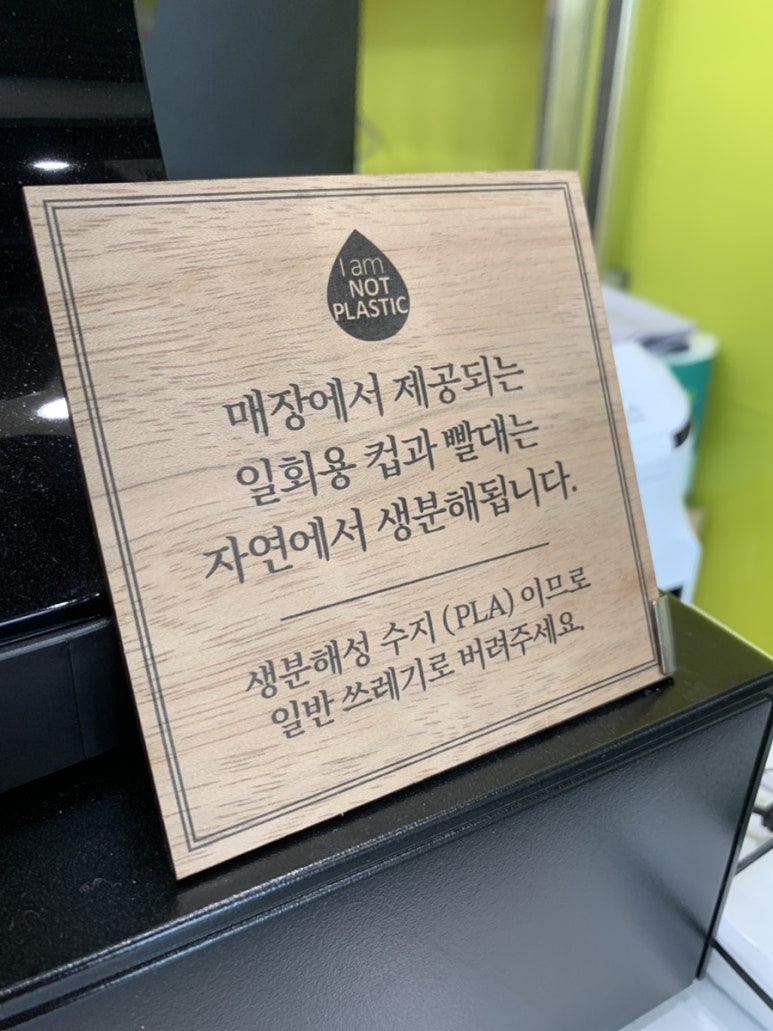 I am
NOT
PLASTIC
매장에서 제공되는
일회용 컵과 빨대는
자연에서 생분해됩니다.
생분해성 수지 (PLA) 이므로
일반 쓰레기로 버려주세요.